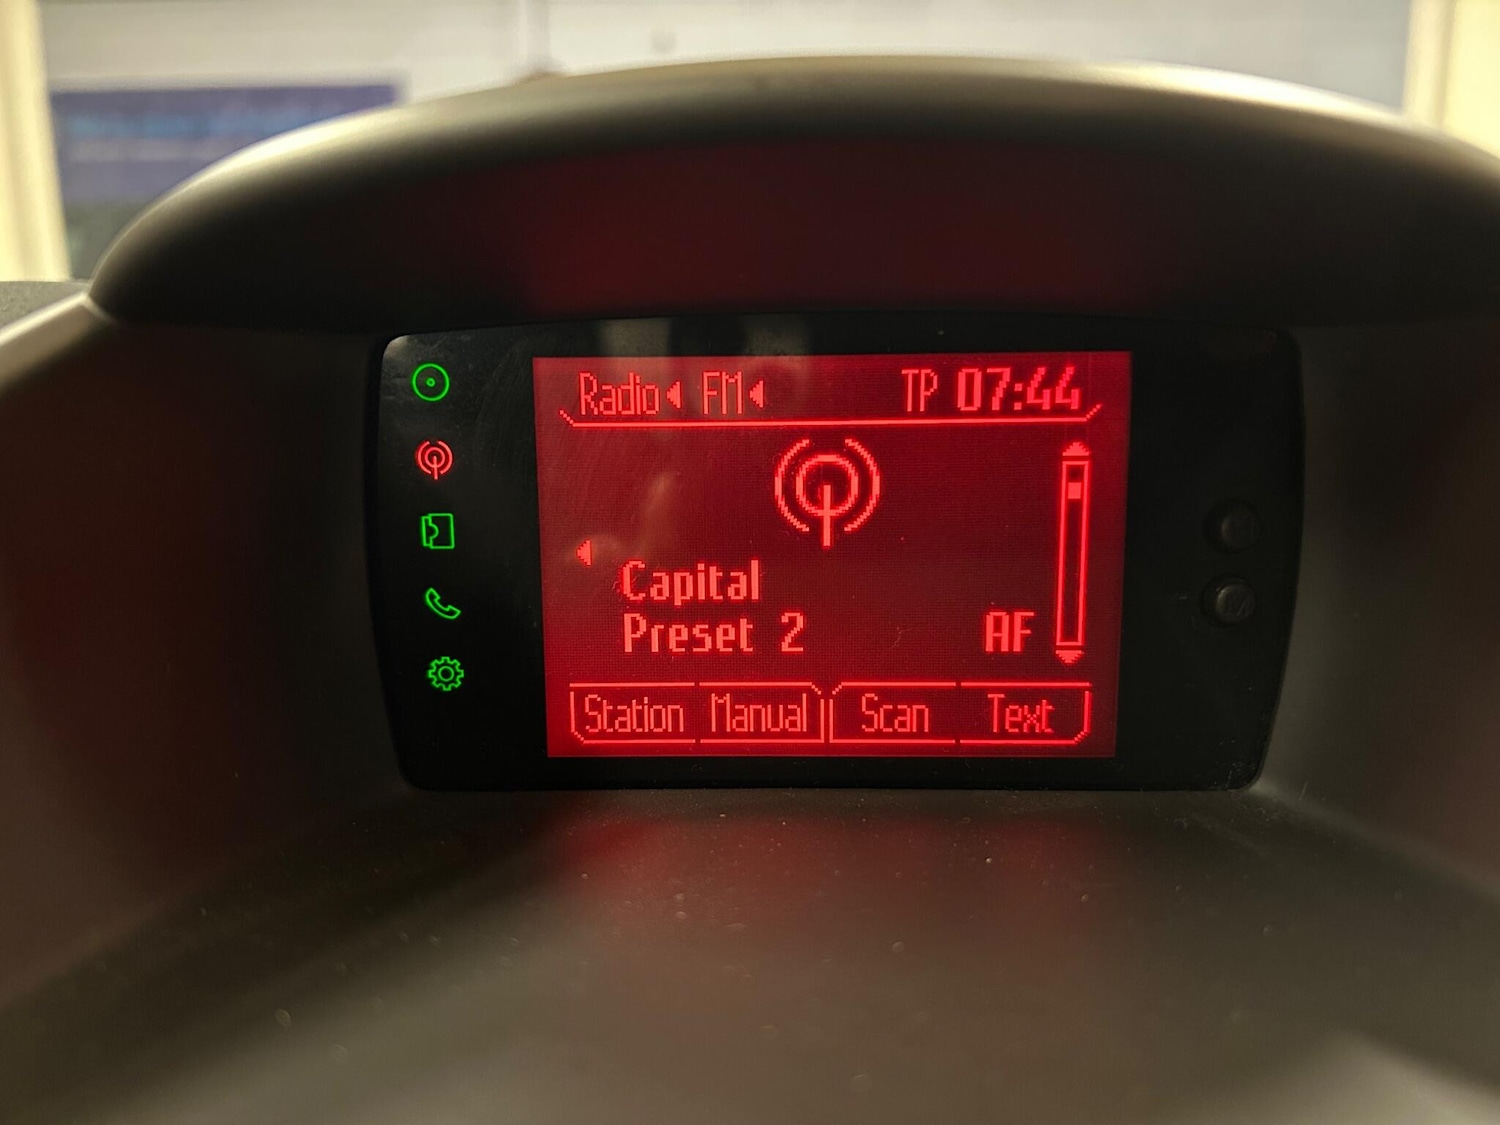 Radio FM TP 07:44
Capital
Preset 2 AF
Station Manual Scan Text